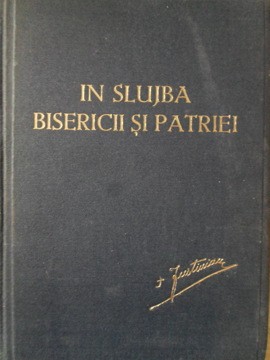 IN SLUJBA
BISERICII ȘI PATRIEI
† Justinian